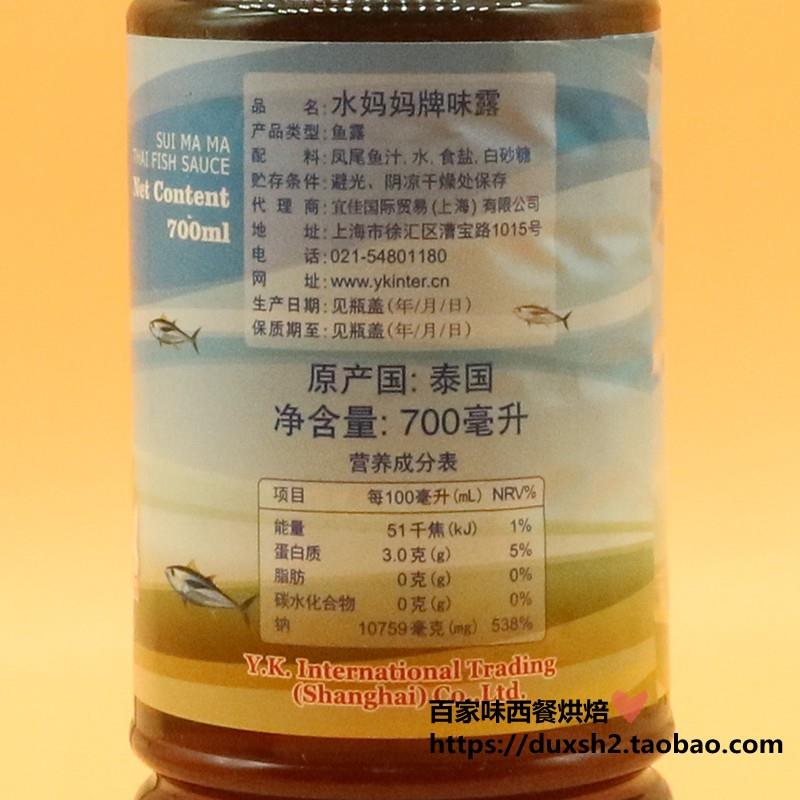 SUI MA MA
THAI FISH SAUCE
Net Content
700ml
品 名: 水妈妈牌味露
产品类型: 鱼露
配 料: 凤尾鱼汁, 水, 食盐, 白砂糖
贮存条件: 避光、阴凉干燥处保存
代 理 商: 宜佳国际贸易(上海)有限公司
地 址: 上海市徐汇区漕宝路1015号
电 话: 021-54801180
网 址: www.ykinter.cn
生产日期: 见瓶盖(年/月/日)
保质期至: 见瓶盖(年/月/日)
原产国: 泰国
净含量: 700毫升
营养成分表
项目 每100毫升(mL) NRV%
能量 51千焦(kJ) 1%
蛋白质 3.0克(g) 5%
脂肪 0克(g) 0%
碳水化合物 0克(g) 0%
钠 10759毫克(mg) 538%
Y.K. International Trading
(Shanghai) Co., Ltd.
百家味西餐烘焙
https://duxsh2.taobao.com